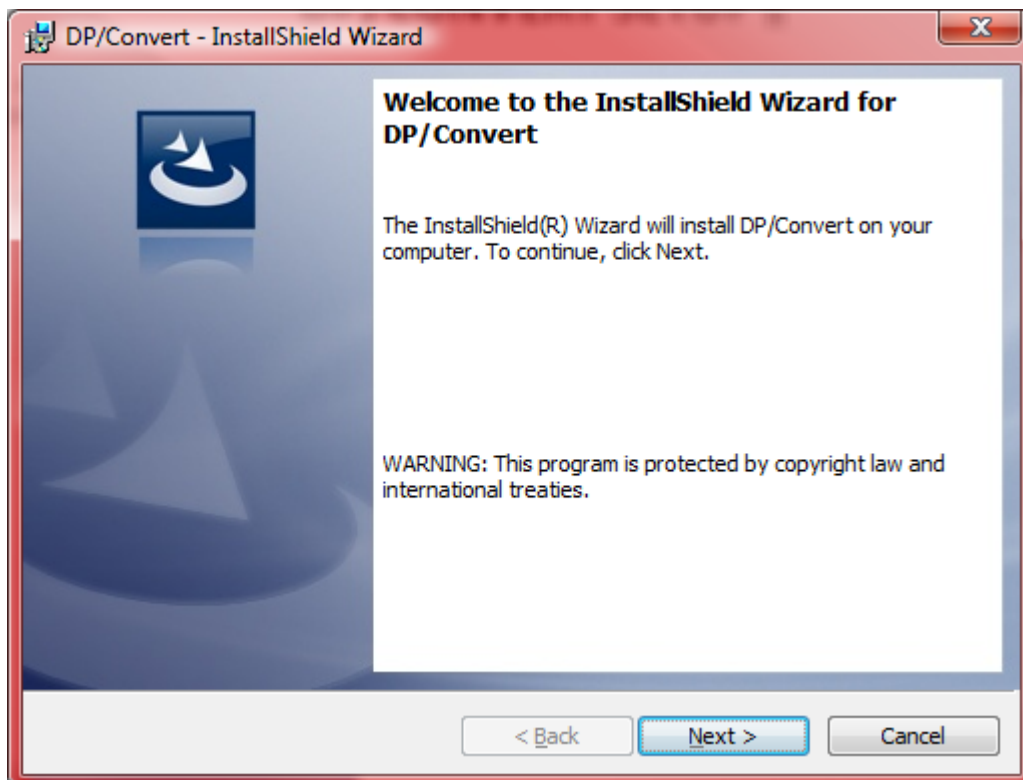 DP/Convert - InstallShield Wizard
Welcome to the InstallShield Wizard for
DP/Convert
The InstallShield(R) Wizard will install DP/Convert on your
computer. To continue, click Next.
WARNING: This program is protected by copyright law and
international treaties.
< Back
Next >
Cancel